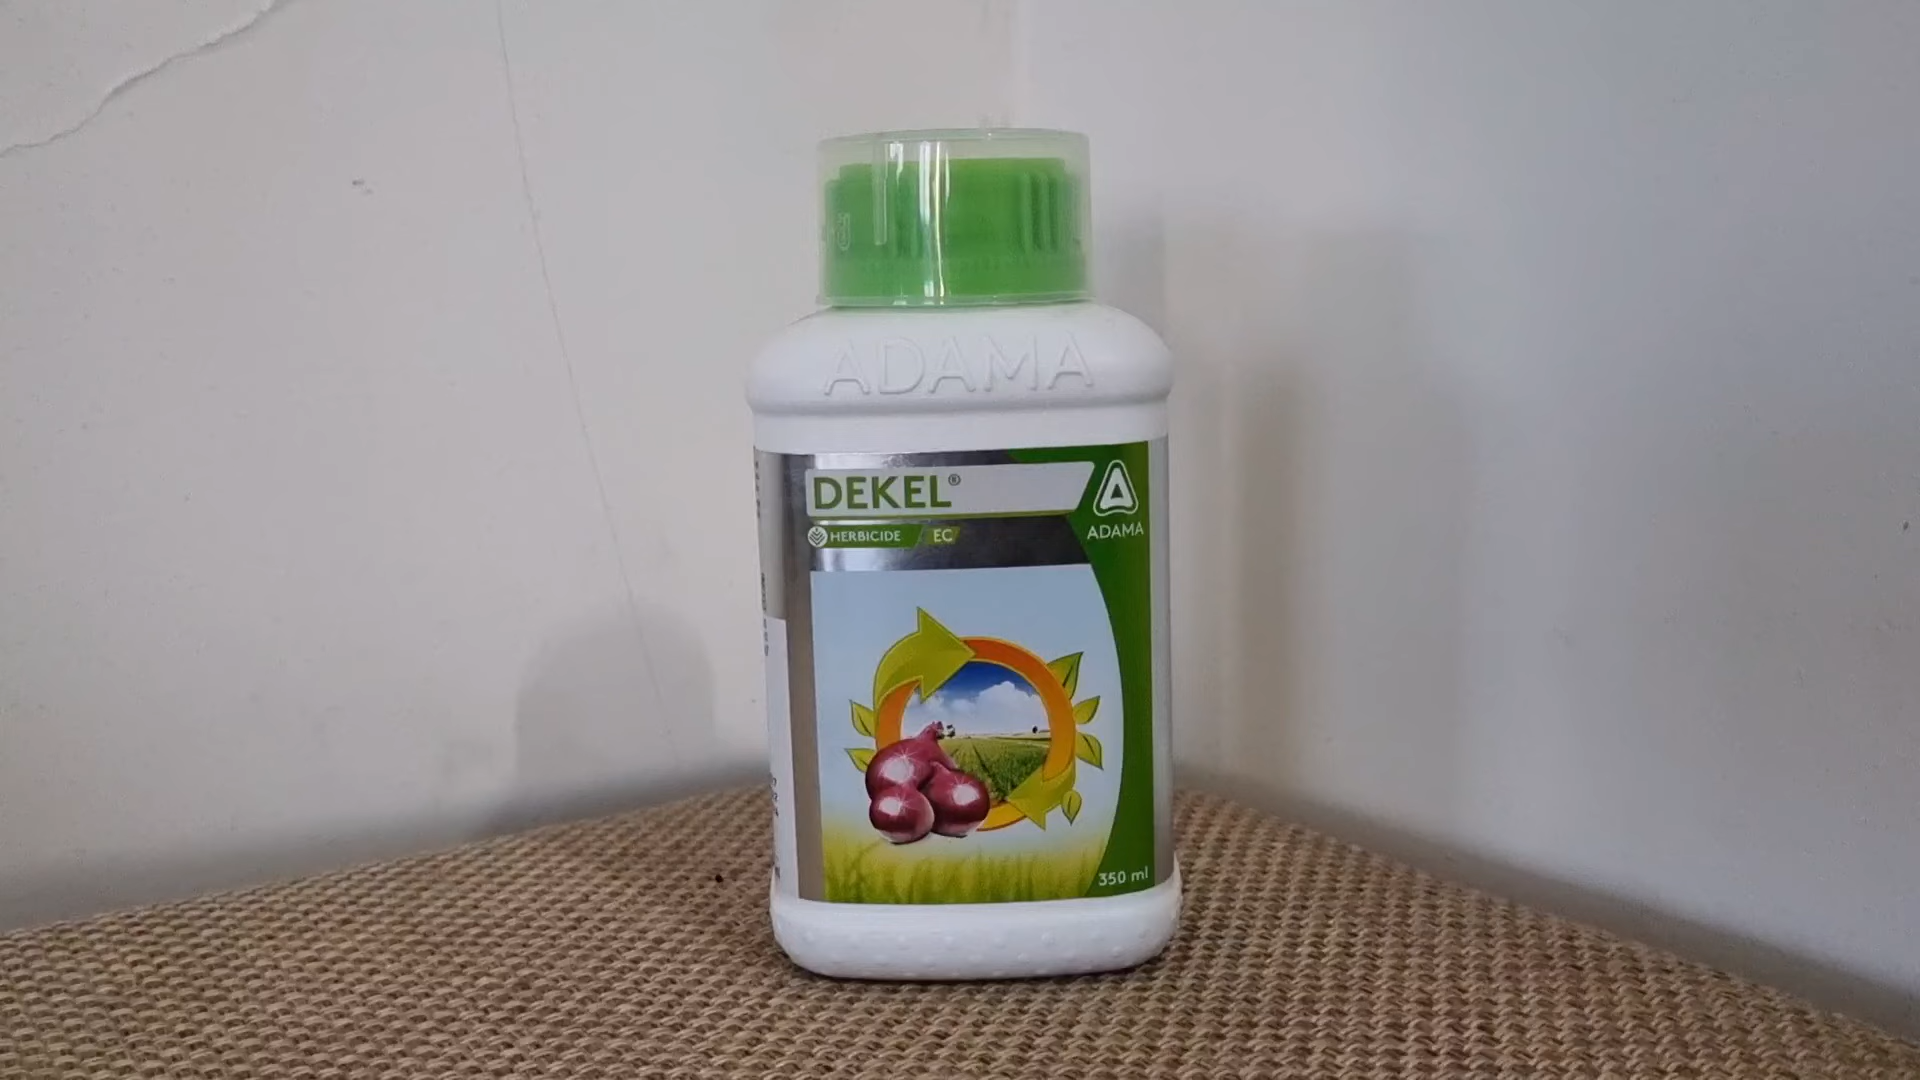 ADAMA
DEKEL®
HERBICIDE EC
ADAMA
350 ml